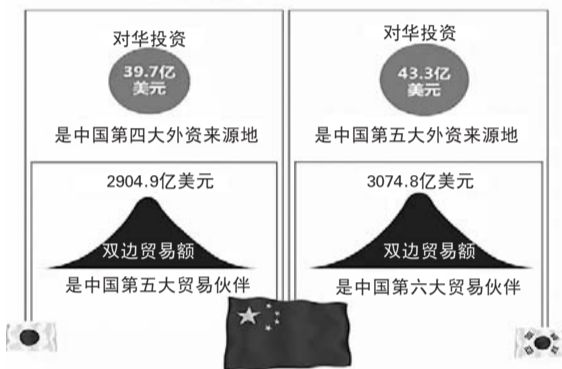 对华投资
39.7亿
美元
是中国第四大外资来源地
2904.9亿美元
双边贸易额
是中国第五大贸易伙伴
对华投资
43.3亿
美元
是中国第五大外资来源地
3074.8亿美元
双边贸易额
是中国第六大贸易伙伴